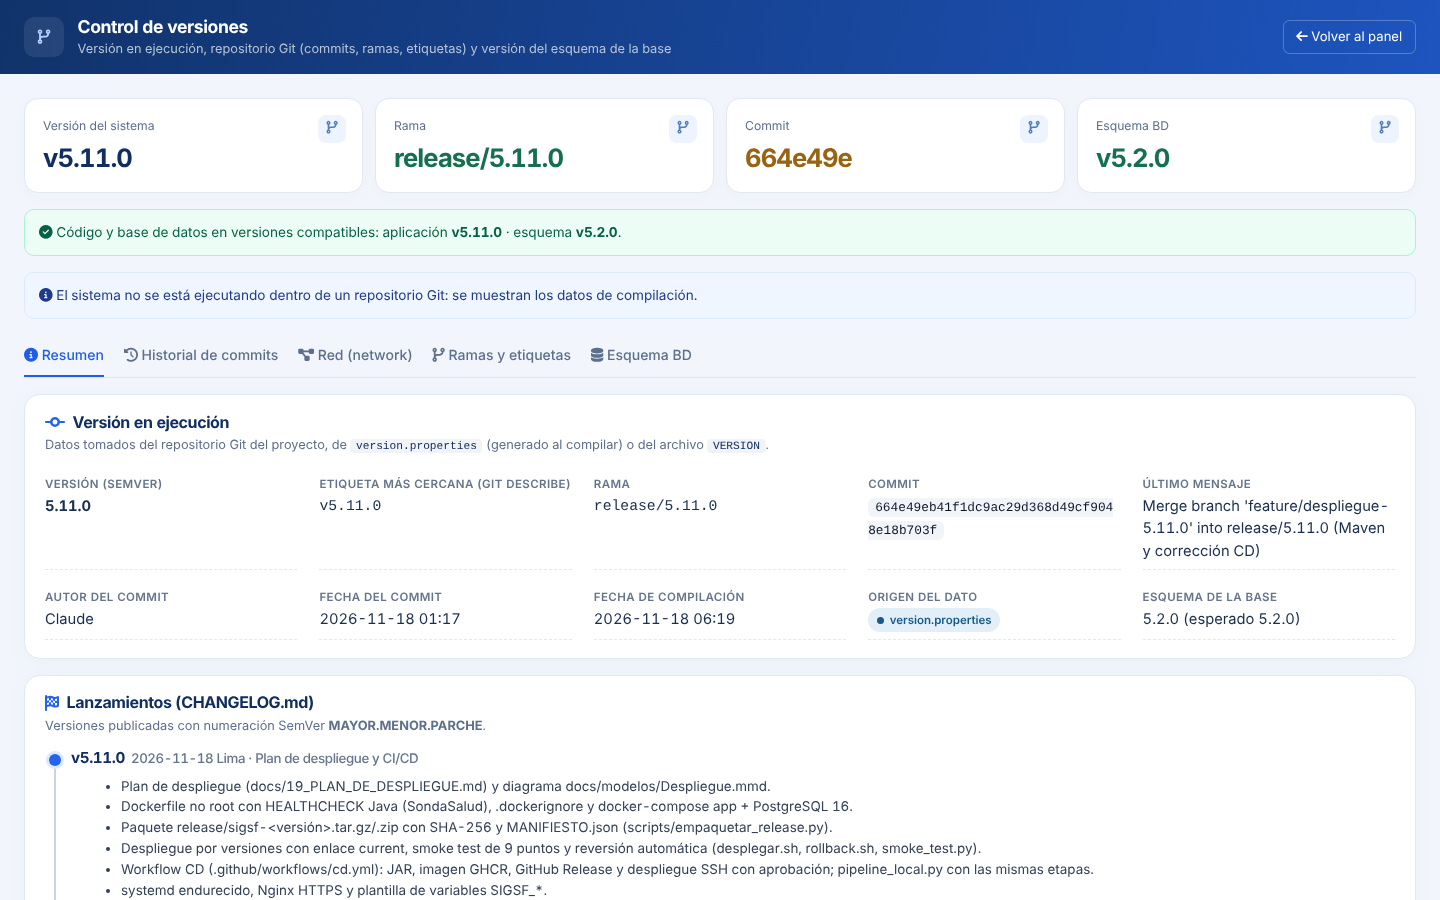 Control de versiones
Versión en ejecución, repositorio Git (commits, ramas, etiquetas) y versión del esquema de la base
Volver al panel
Versión del sistema
v5.11.0
Rama
release/5.11.0
Commit
664e49e
Esquema BD
v5.2.0
Código y base de datos en versiones compatibles: aplicación v5.11.0 · esquema v5.2.0.
El sistema no se está ejecutando dentro de un repositorio Git: se muestran los datos de compilación.
Resumen
Historial de commits
Red (network)
Ramas y etiquetas
Esquema BD
Versión en ejecución
Datos tomados del repositorio Git del proyecto, de version.properties (generado al compilar) o del archivo VERSION.
VERSIÓN (SEMVER)
5.11.0
ETIQUETA MÁS CERCANA (GIT DESCRIBE)
v5.11.0
RAMA
release/5.11.0
COMMIT
664e49eb41f1dc9ac29d368d49cf904
8e18b703f
ÚLTIMO MENSAJE
Merge branch 'feature/despliegue-
5.11.0' into release/5.11.0 (Maven
y corrección CD)
AUTOR DEL COMMIT
Claude
FECHA DEL COMMIT
2026-11-18 01:17
FECHA DE COMPILACIÓN
2026-11-18 06:19
ORIGEN DEL DATO
version.properties
ESQUEMA DE LA BASE
5.2.0 (esperado 5.2.0)
Lanzamientos (CHANGELOG.md)
Versiones publicadas con numeración SemVer MAYOR.MENOR.PARCHE.
v5.11.0 2026-11-18 Lima · Plan de despliegue y CI/CD
• Plan de despliegue (docs/19_PLAN_DE_DESPLIEGUE.md) y diagrama docs/modelos/Despliegue.mmd.
• Dockerfile no root con HEALTHCHECK Java (SondaSalud), .dockerignore y docker-compose app + PostgreSQL 16.
• Paquete release/sigsf-<versión>.tar.gz/.zip con SHA-256 y MANIFIESTO.json (scripts/empaquetar_release.py).
• Despliegue por versiones con enlace current, smoke test de 9 puntos y reversión automática (desplegar.sh, rollback.sh, smoke_test.py).
• Workflow CD (.github/workflows/cd.yml): JAR, imagen GHCR, GitHub Release y despliegue SSH con aprobación; pipeline_local.py con las mismas etapas.
• systemd endurecido, Nginx HTTPS y plantilla de variables SIGSF_*.